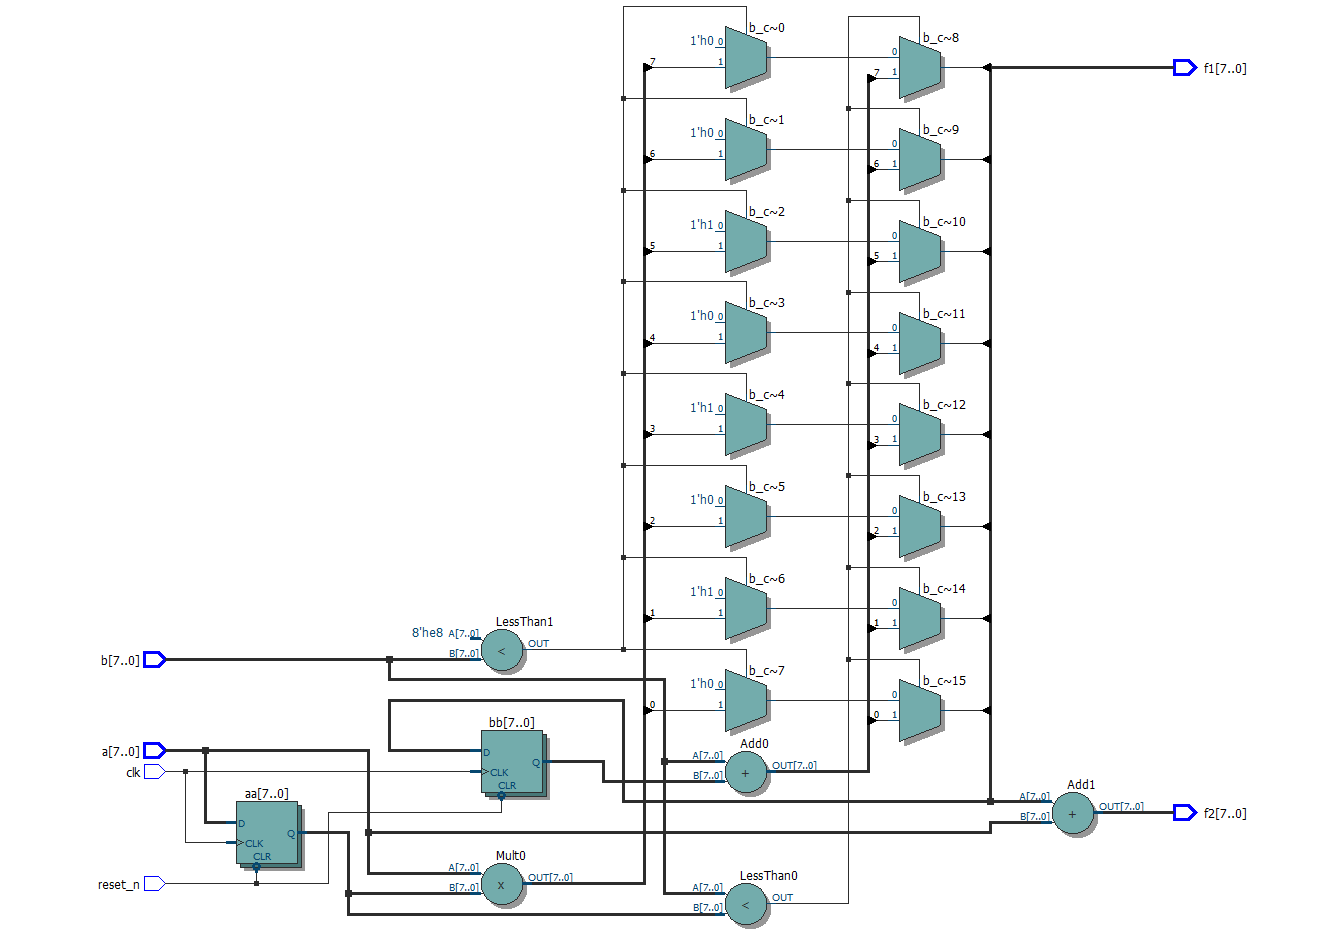 b_c~0
1'h0 0
1
7
b_c~8
0
1
7
f1[7..0]
b_c~1
1'h0 0
1
6
b_c~9
0
1
6
b_c~2
1'h1 0
1
5
b_c~10
0
1
5
b_c~3
1'h0 0
1
4
b_c~11
0
1
4
b_c~4
1'h1 0
1
3
b_c~12
0
1
3
b_c~5
1'h0 0
1
2
b_c~13
0
1
2
b_c~6
1'h1 0
1
1
b_c~14
0
1
1
LessThan1
8'he8 A[7..0]
B[7..0]
<
OUT
b[7..0]
b_c~7
1'h0 0
1
0
b_c~15
0
1
0
bb[7..0]
D
CLK
CLR
Q
a[7..0]
clk
Add0
A[7..0]
B[7..0]
+
OUT[7..0]
aa[7..0]
D
CLK
CLR
Q
Add1
A[7..0]
B[7..0]
+
OUT[7..0]
f2[7..0]
reset_n
Mult0
A[7..0]
B[7..0]
x
OUT[7..0]
LessThan0
A[7..0]
B[7..0]
<
OUT